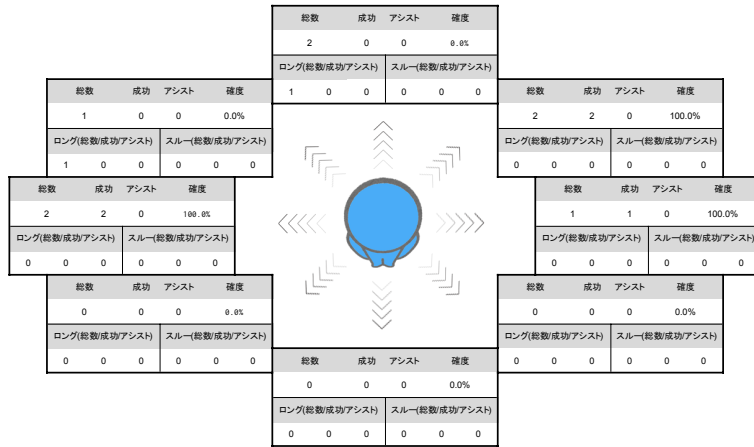 総数 成功 アシスト 確度
2 0 0 0.0%
ロング(総数/成功/アシスト) スルー(総数/成功/アシスト)
1 0 0
総数 成功 アシスト 確度
1 0 0 0.0%
ロング(総数/成功/アシスト) スルー(総数/成功/アシスト)
1 0 0 0 0 0
総数 成功 アシスト 確度
2 2 0 100.0%
ロング(総数/成功/アシスト) スルー(総数/成功/アシスト)
0 0 0 0 0 0
総数 成功 アシスト 確度
2 2 0 100.0%
ロング(総数/成功/アシスト) スルー(総数/成功/アシスト)
0 0 0 0 0 0
総数 成功 アシスト 確度
1 1 0 100.0%
ロング(総数/成功/アシスト) スルー(総数/成功/アシスト)
0 0 0 0 0 0
総数 成功 アシスト 確度
0 0 0 0.0%
ロング(総数/成功/アシスト) スルー(総数/成功/アシスト)
0 0 0 0 0 0
総数 成功 アシスト 確度
0 0 0 0.0%
ロング(総数/成功/アシスト) スルー(総数/成功/アシスト)
0 0 0 0 0 0
総数 成功 アシスト 確度
0 0 0 0.0%
ロング(総数/成功/アシスト) スルー(総数/成功/アシスト)
0 0 0 0 0 0